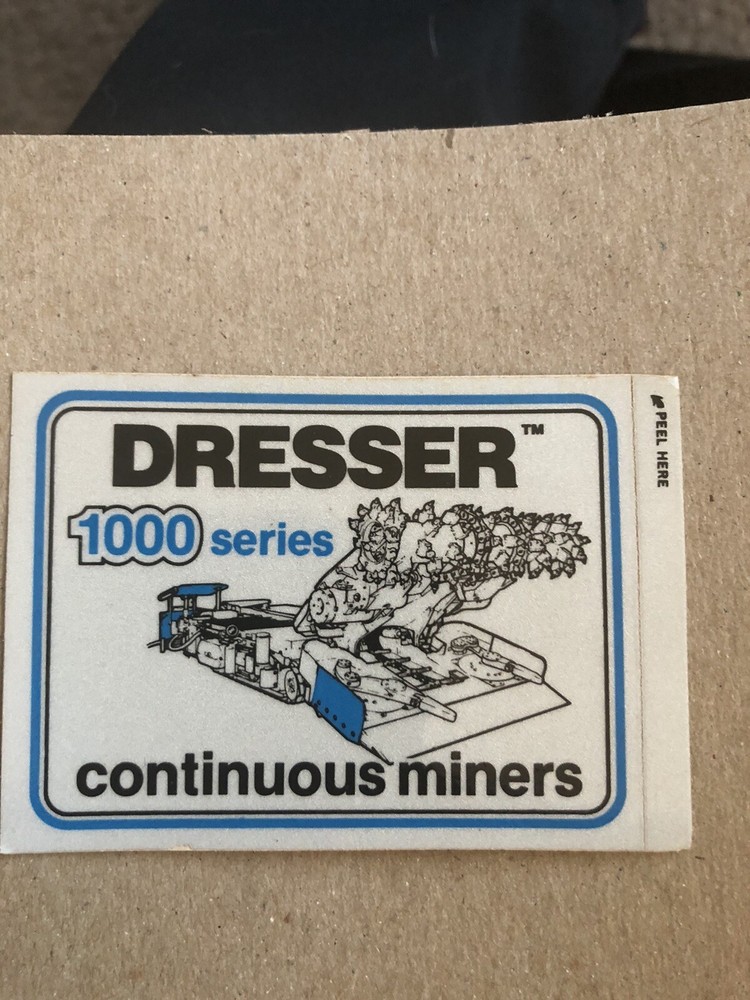 DRESSER™
1000 series
continuous miners
PEEL HERE